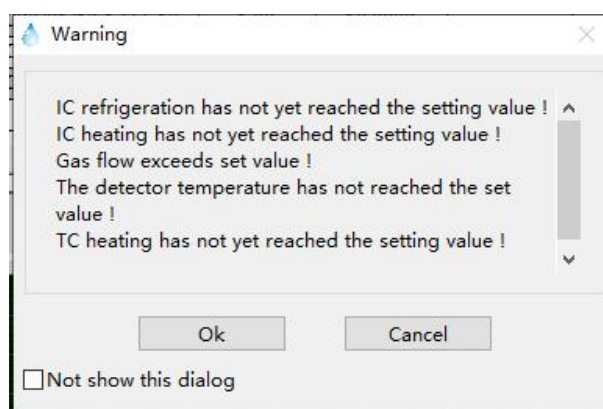 Warning
IC refrigeration has not yet reached the setting value !
IC heating has not yet reached the setting value !
Gas flow exceeds set value !
The detector temperature has not reached the set
value !
TC heating has not yet reached the setting value !
Ok
Cancel
Not show this dialog